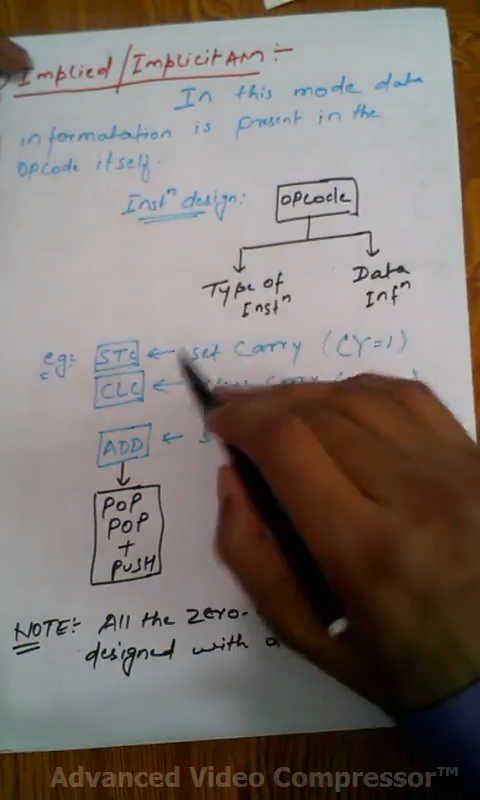 Implied/Implicit AM :-
In this mode data
informatation is present in the
opcode itself.
Instⁿ design:
opcode
Type of
Instⁿ
Data
Infⁿ
eg:
STC ← set carry (CY=1)
CLC ←
ADD ←
POP
POP
+
PUSH
NOTE:- All the zero-
designed with a
Advanced Video Compressor™